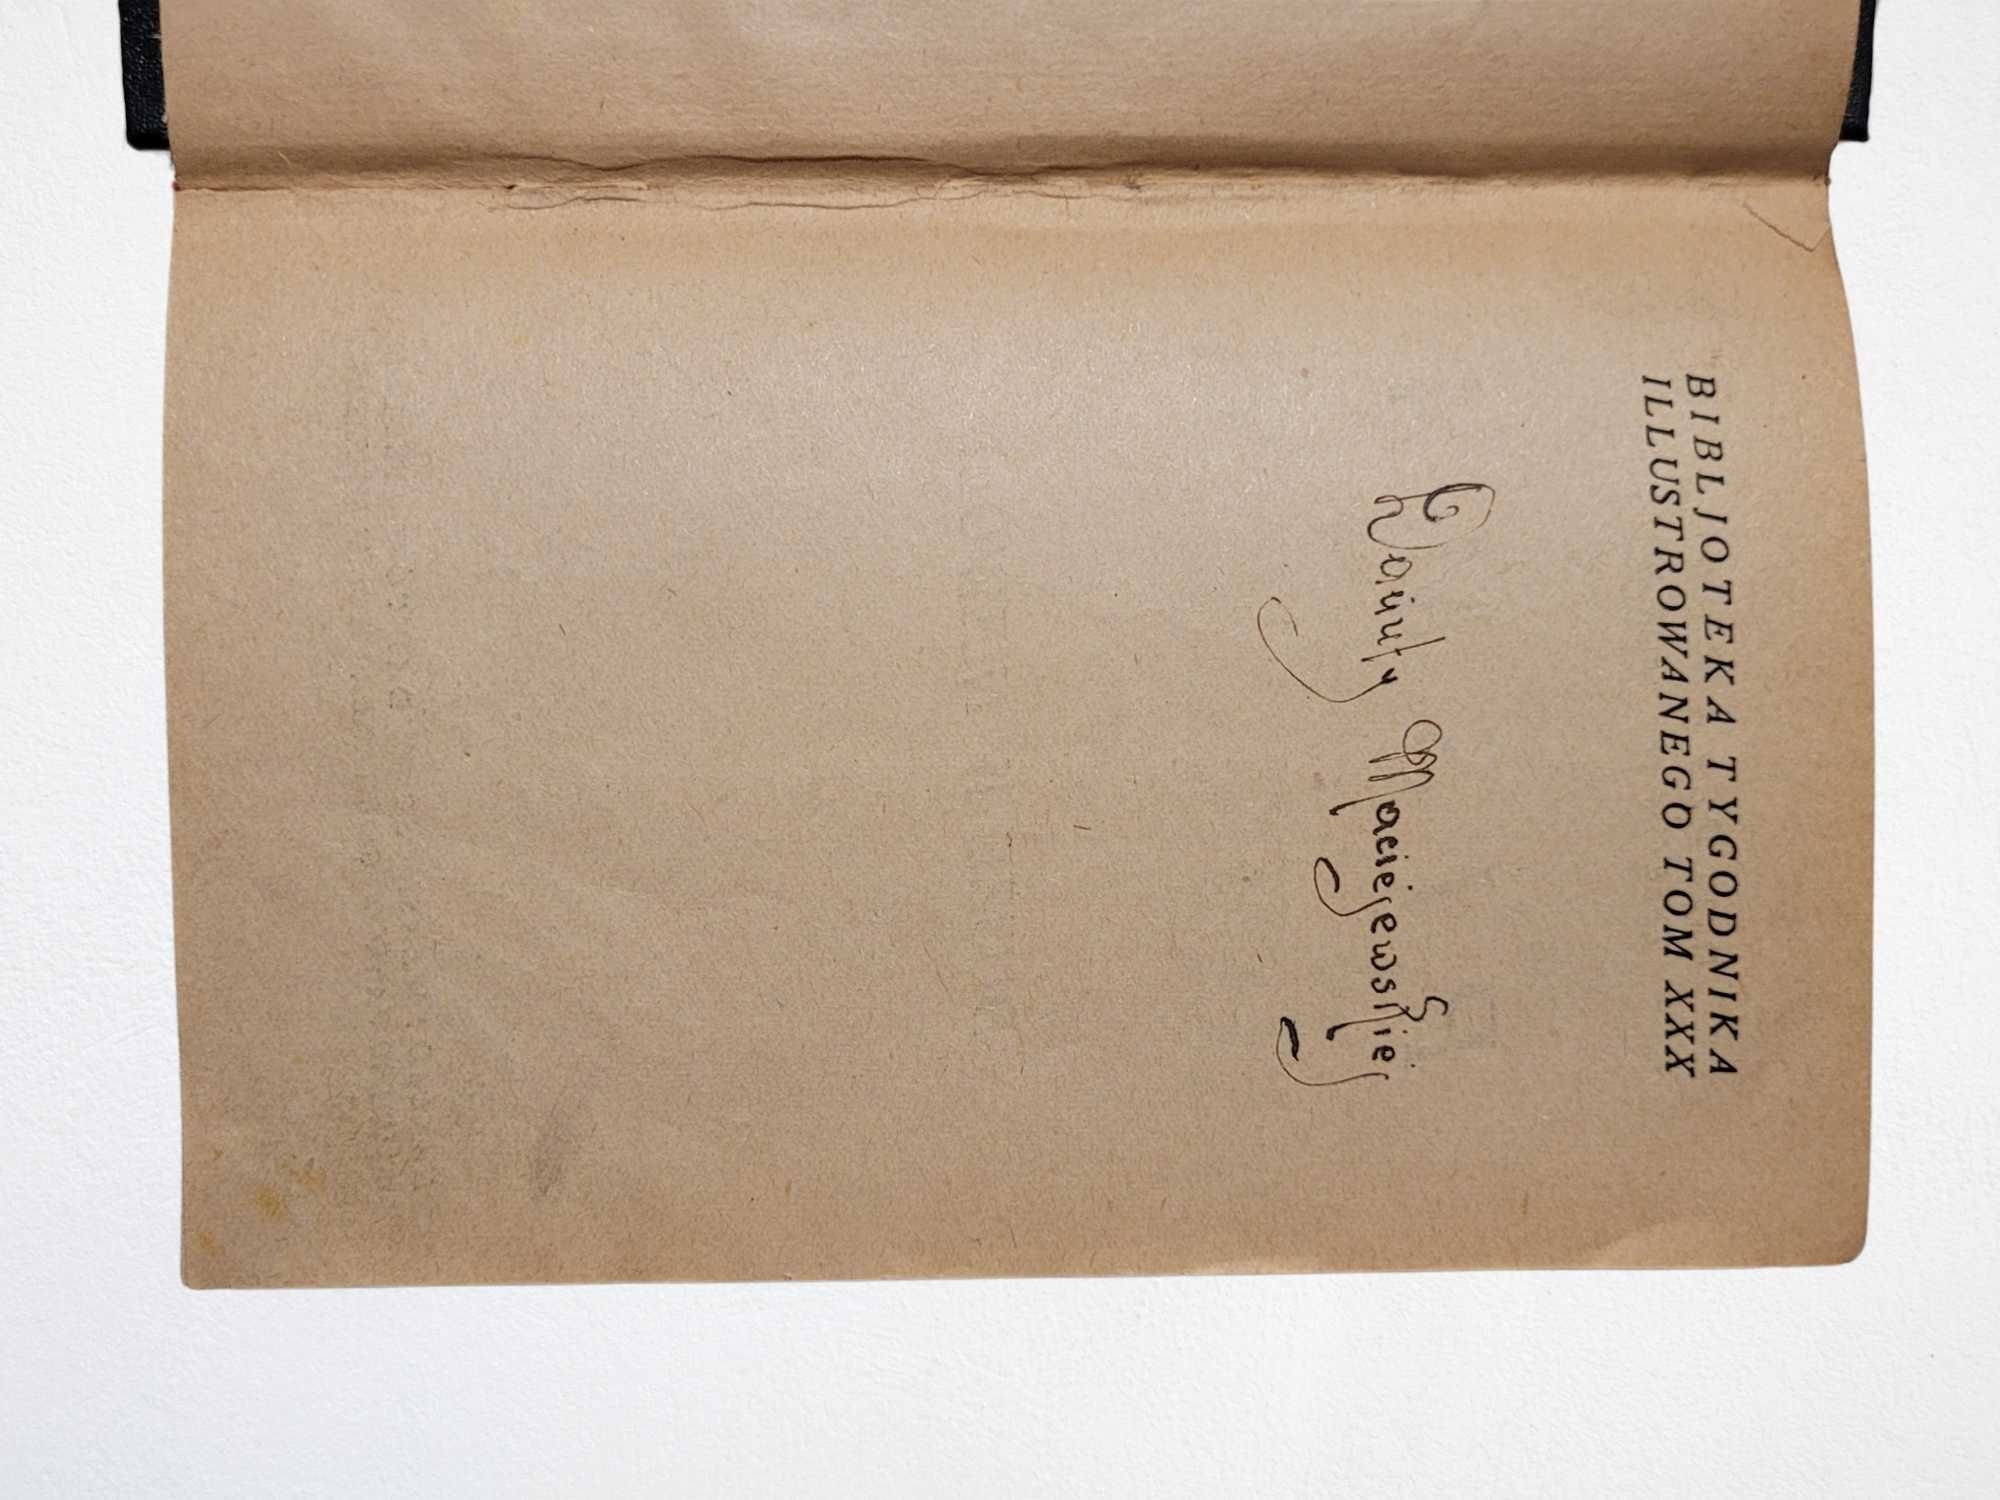 BIBLJOTEKA TYGODNIKA
ILLUSTROWANEGO TOM XXX
Danuty Maciejewskiej